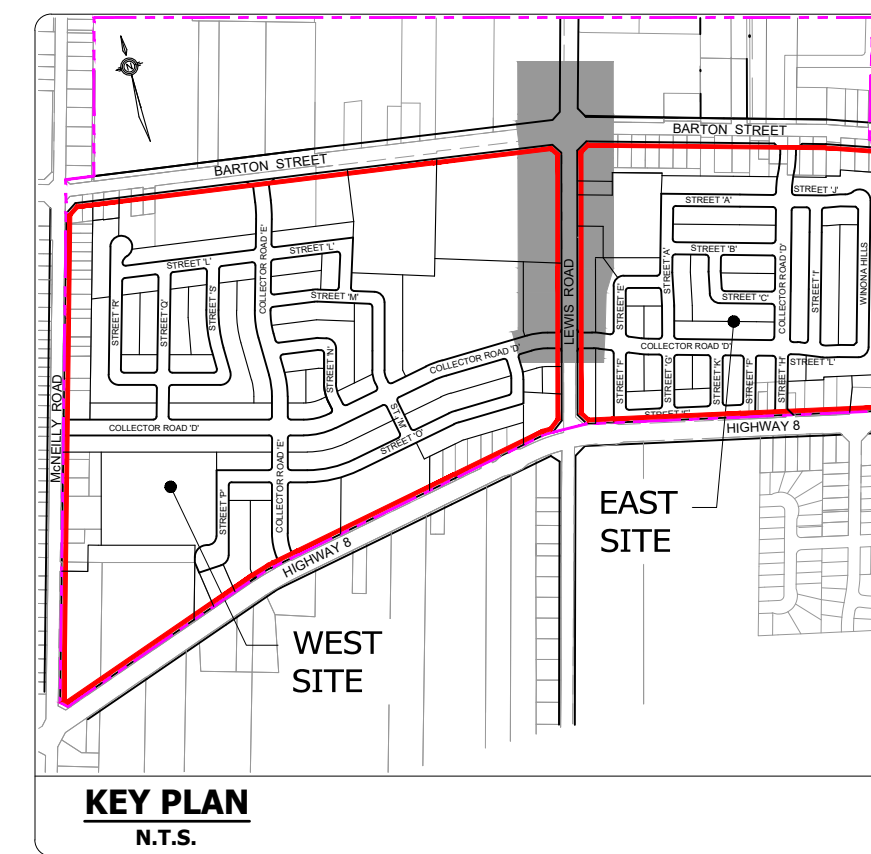 N
BARTON STREET
BARTON STREET
STREET 'J'
STREET 'A'
COLLECTOR ROAD 'E'
STREET 'L'
STREET 'L'
STREET 'B'
STREET 'A'
COLLECTOR ROAD 'D'
STREET 'I'
WINONA HILLS
STREET 'R'
STREET 'Q'
STREET 'S'
STREET 'M'
LEWIS ROAD
STREET 'E'
STREET 'C'
STREET 'N'
COLLECTOR ROAD 'D'
COLLECTOR ROAD 'D'
STREET 'L'
STREET 'F'
STREET 'G'
STREET 'K'
STREET 'P'
STREET 'H'
McNEILLY ROAD
COLLECTOR ROAD 'D'
ST. 'M'
STREET 'O'
HIGHWAY 8
COLLECTOR ROAD 'E'
STREET 'P'
HIGHWAY 8
EAST
SITE
WEST
SITE
KEY PLAN
N.T.S.